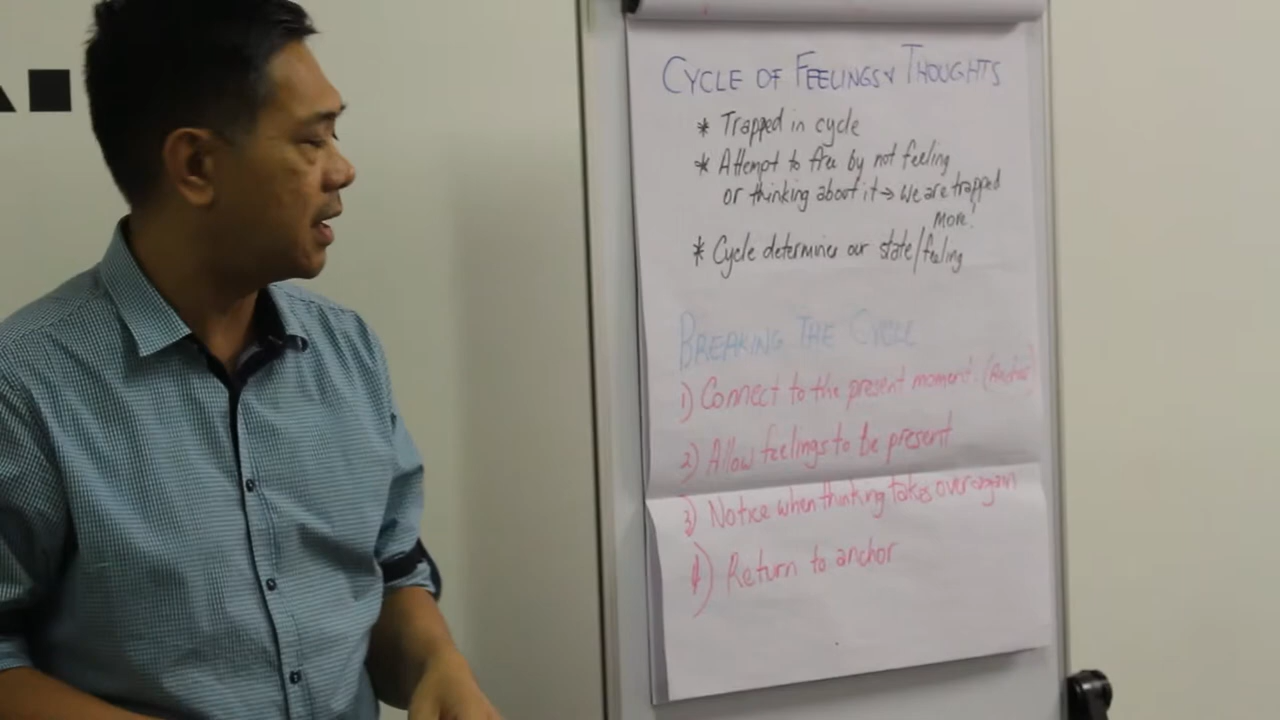 CYCLE OF FEELINGS & THOUGHTS
* Trapped in cycle
* Attempt to free by not feeling
or thinking about it → we are trapped
more!
* Cycle determines our state/feeling
BREAKING THE CYCLE
1) Connect to the present moment. (Anchor)
2) Allow feelings to be present
3) Notice when thinking takes over again
4) Return to anchor